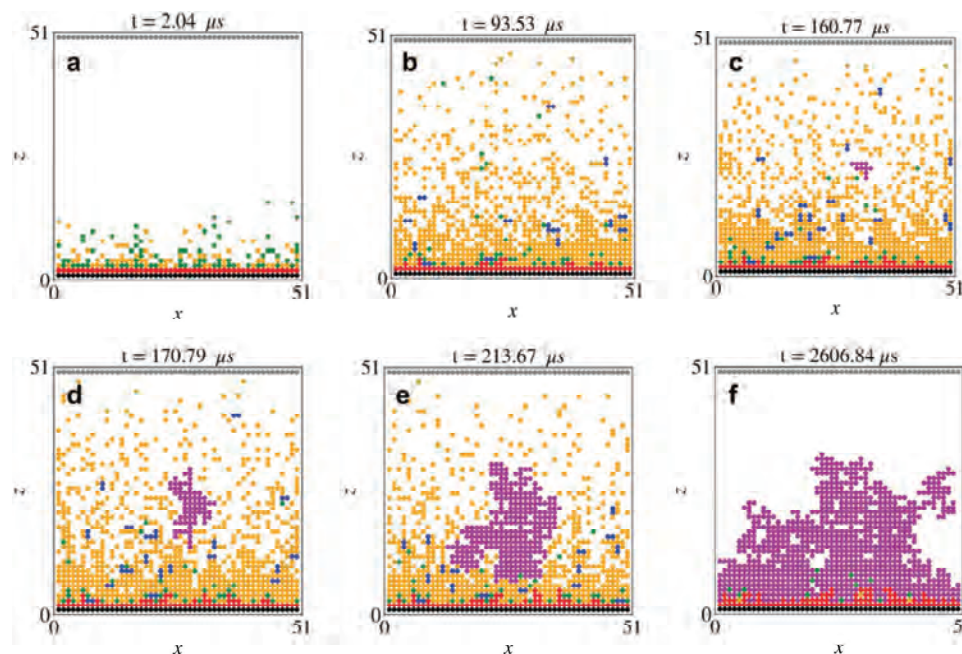 t = 2.04 μs
t = 93.53 μs
t = 160.77 μs
51
51
51
a
b
c
z
z
z
0
0
0
0
51
0
51
0
51
x
x
x
t = 170.79 μs
t = 213.67 μs
t = 2606.84 μs
51
51
51
d
e
f
z
z
z
0
0
0
0
51
0
51
0
5
x
x
x